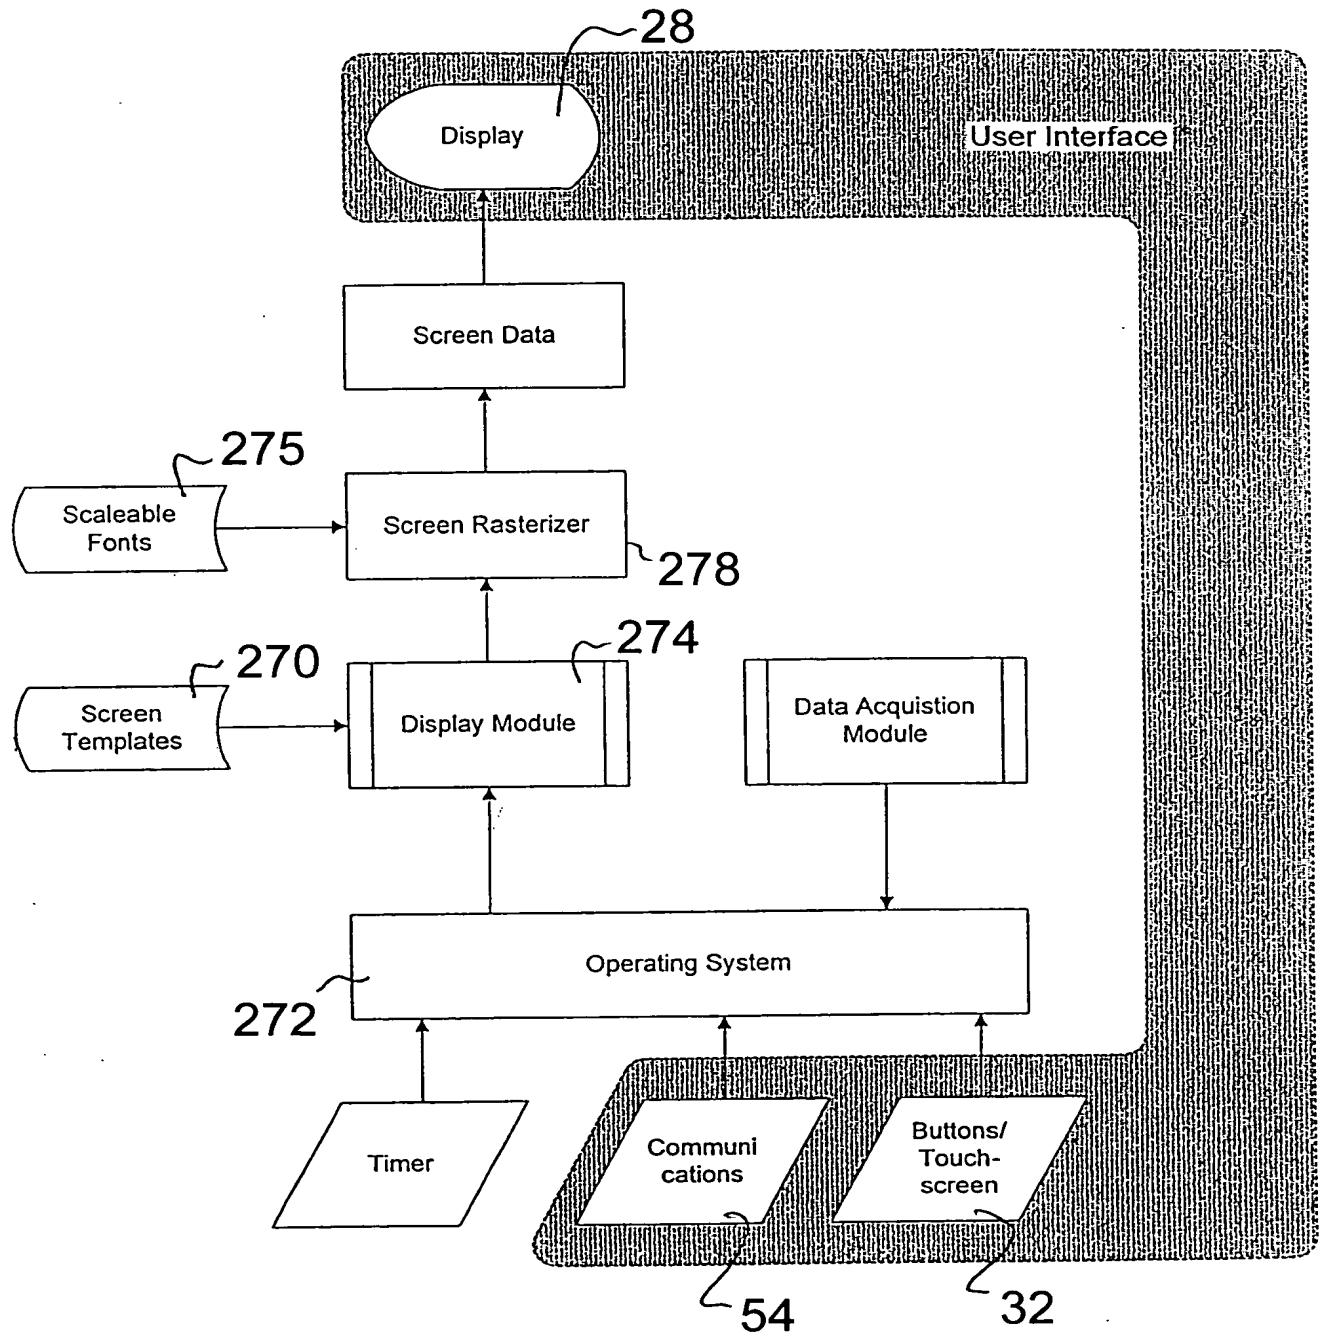 28
Display
User Interface
Screen Data
275
Scaleable
Fonts
Screen Rasterizer
278
274
270
Screen
Templates
Display Module
Data Acquistion
Module
Operating System
272
Timer
Communi
cations
Buttons/
Touch-
screen
54
32